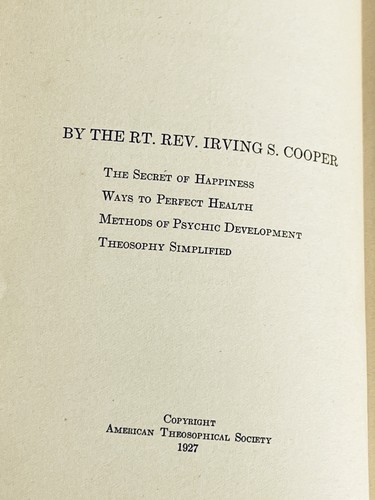 BY THE RT. REV. IRVING S. COOPER
THE SECRET OF HAPPINESS
WAYS TO PERFECT HEALTH
METHODS OF PSYCHIC DEVELOPMENT
THEOSOPHY SIMPLIFIED
COPYRIGHT
AMERICAN THEOSOPHICAL SOCIETY
1927